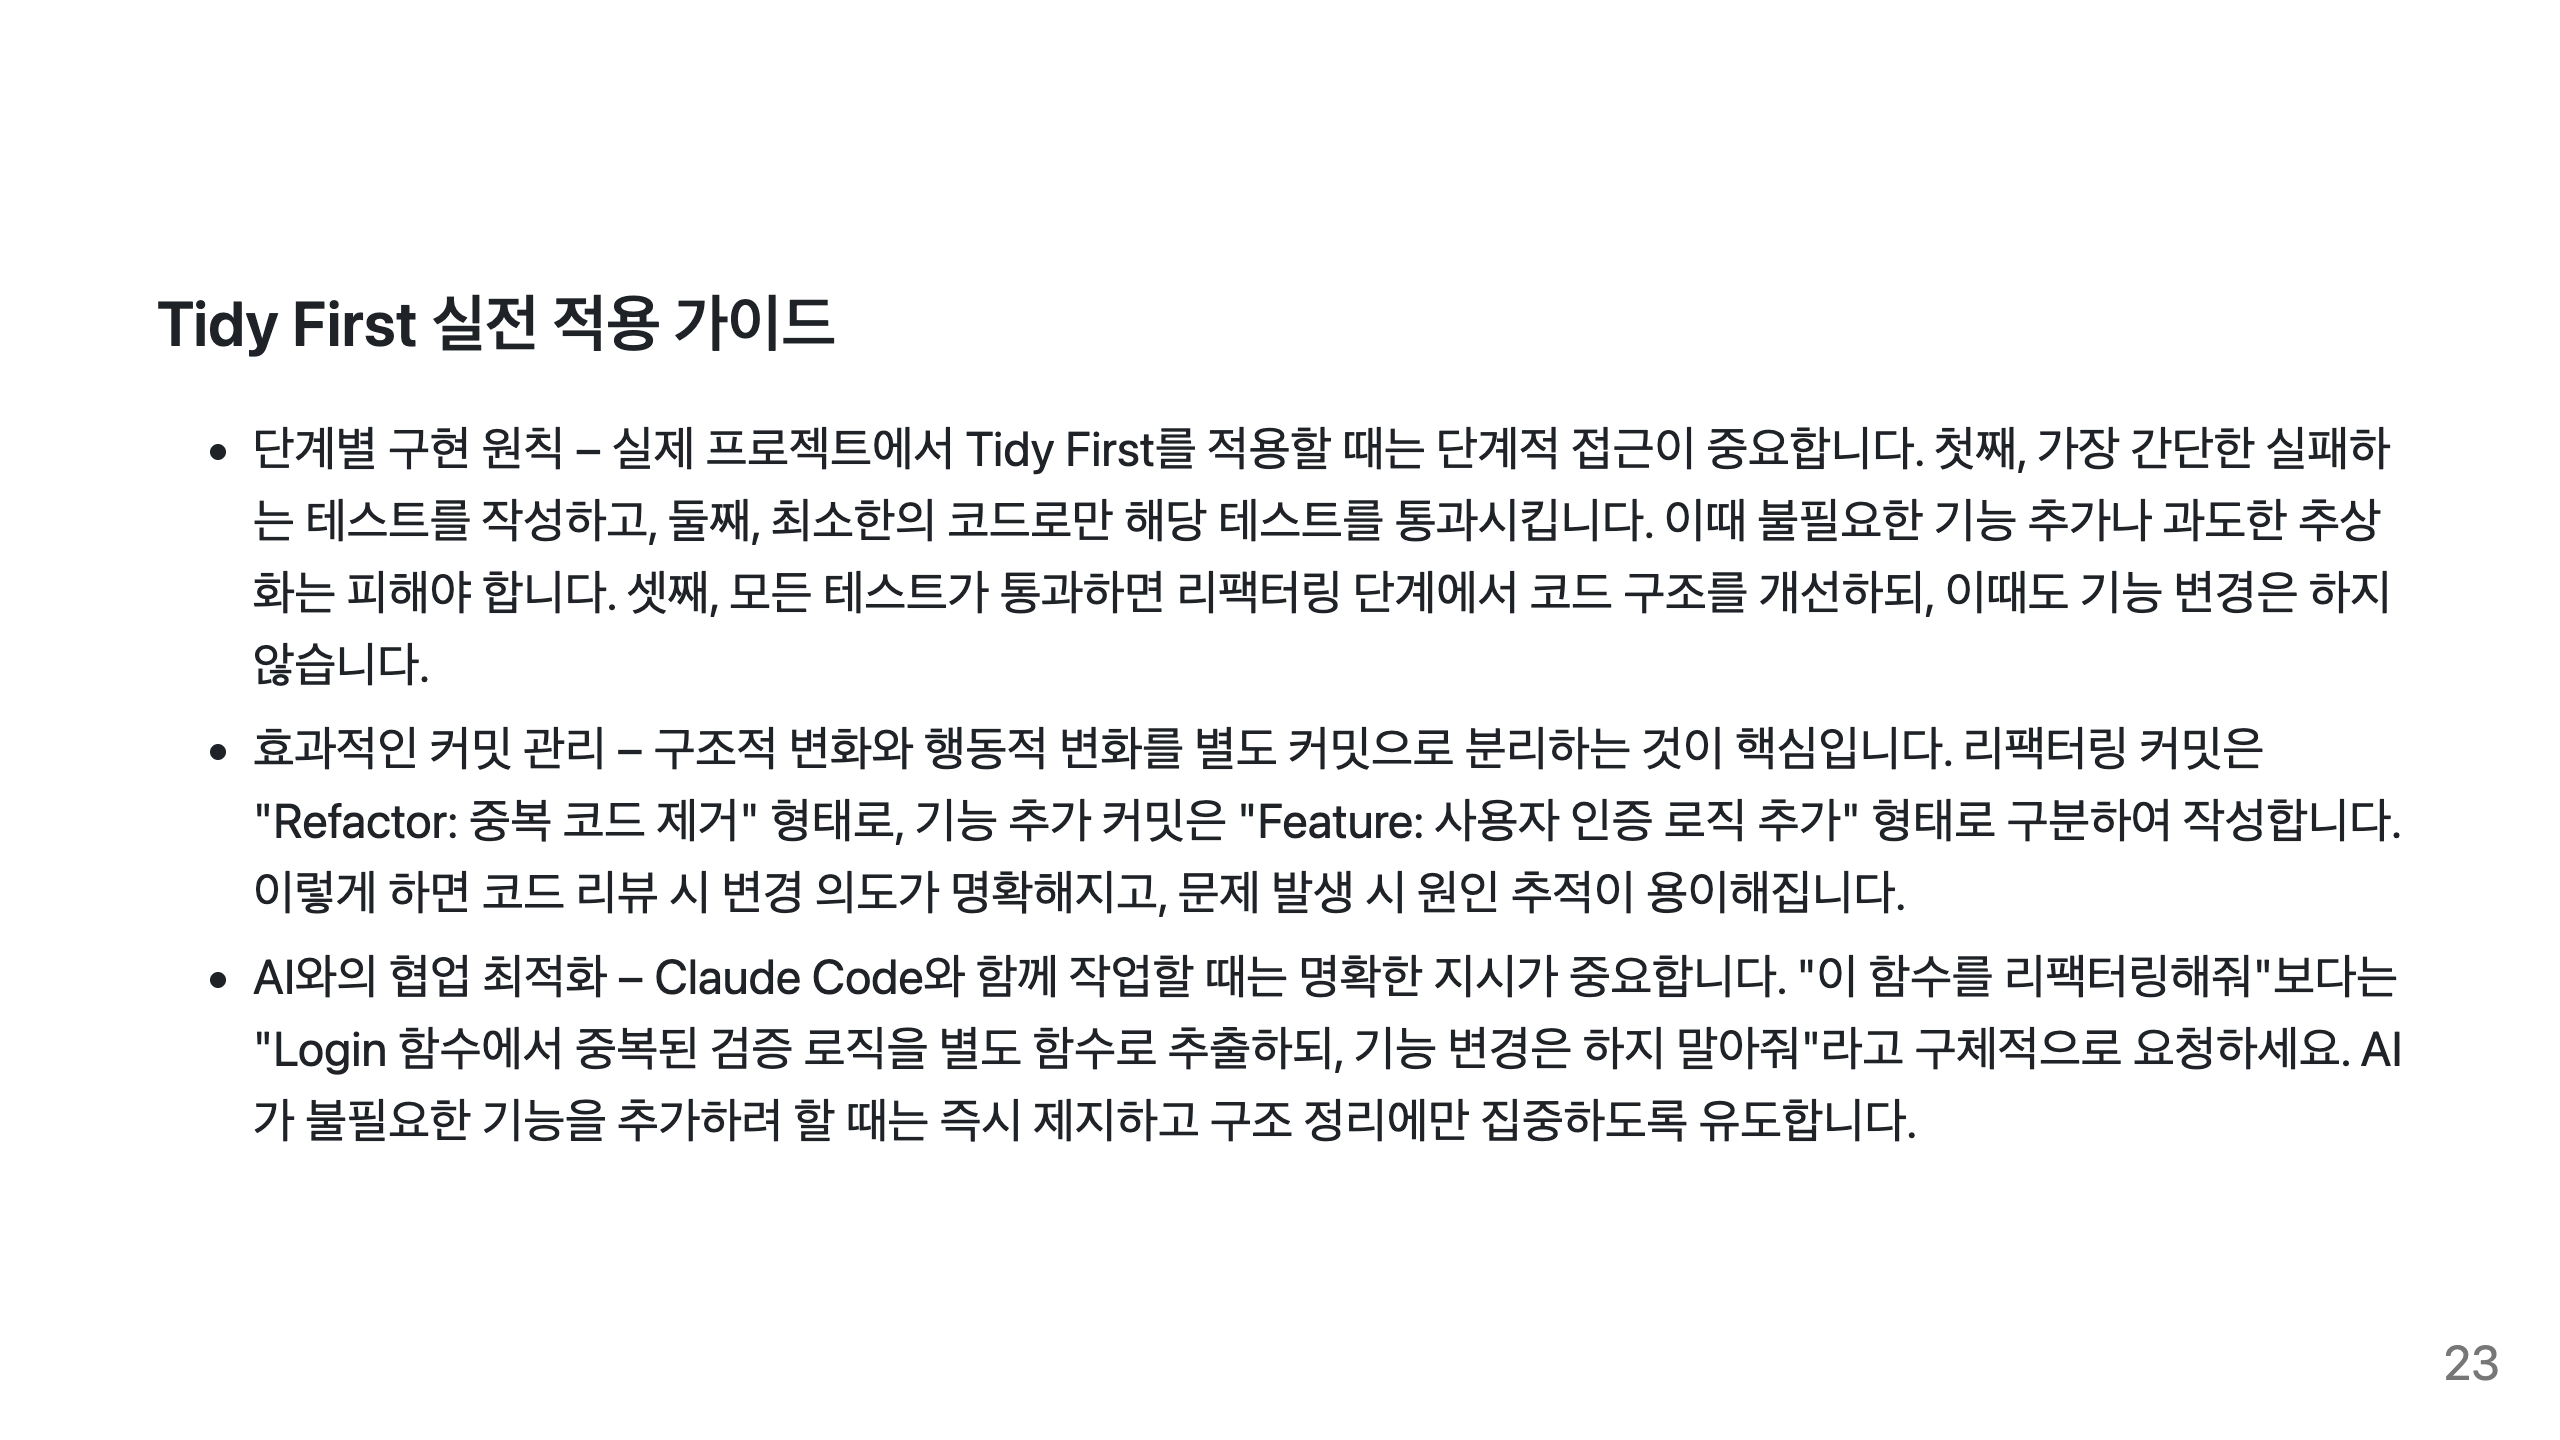 Tidy First 실전 적용 가이드
• 단계별 구현 원칙 – 실제 프로젝트에서 Tidy First를 적용할 때는 단계적 접근이 중요합니다. 첫째, 가장 간단한 실패하
는 테스트를 작성하고, 둘째, 최소한의 코드로만 해당 테스트를 통과시킵니다. 이때 불필요한 기능 추가나 과도한 추상
화는 피해야 합니다. 셋째, 모든 테스트가 통과하면 리팩터링 단계에서 코드 구조를 개선하되, 이때도 기능 변경은 하지
않습니다.
• 효과적인 커밋 관리 – 구조적 변화와 행동적 변화를 별도 커밋으로 분리하는 것이 핵심입니다. 리팩터링 커밋은
"Refactor: 중복 코드 제거" 형태로, 기능 추가 커밋은 "Feature: 사용자 인증 로직 추가" 형태로 구분하여 작성합니다.
이렇게 하면 코드 리뷰 시 변경 의도가 명확해지고, 문제 발생 시 원인 추적이 용이해집니다.
• AI와의 협업 최적화 – Claude Code와 함께 작업할 때는 명확한 지시가 중요합니다. "이 함수를 리팩터링해줘"보다는
"Login 함수에서 중복된 검증 로직을 별도 함수로 추출하되, 기능 변경은 하지 말아줘"라고 구체적으로 요청하세요. AI
가 불필요한 기능을 추가하려 할 때는 즉시 제지하고 구조 정리에만 집중하도록 유도합니다.
23